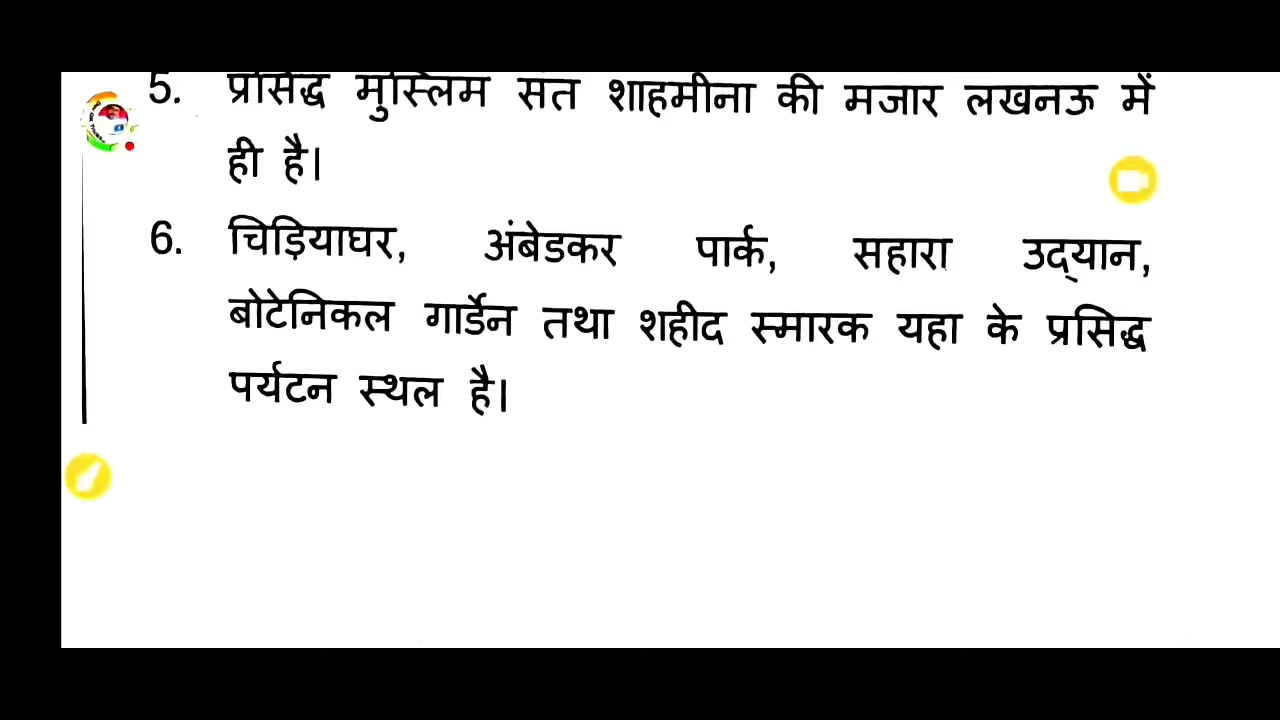 5. प्रसिद्ध मुस्लिम संत शाहमीना की मजार लखनऊ में
ही है।
6. चिड़ियाघर, अंबेडकर पार्क, सहारा उद्‌यान,
बोटेनिकल गार्डेन तथा शहीद स्मारक यहा के प्रसिद्ध
पर्यटन स्थल है।